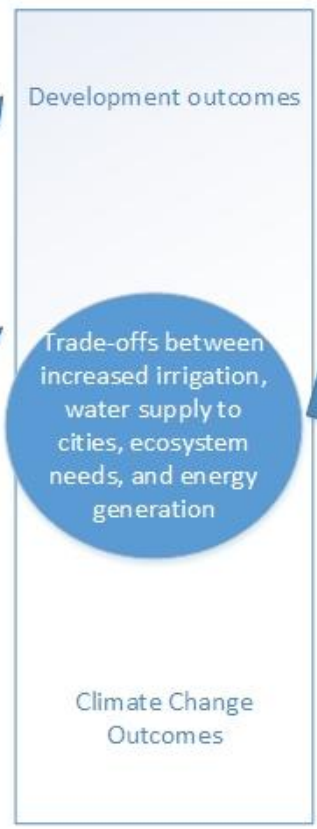 Development outcomes
Trade-offs between
increased irrigation,
water supply to
cities, ecosystem
needs, and energy
generation
Climate Change
Outcomes